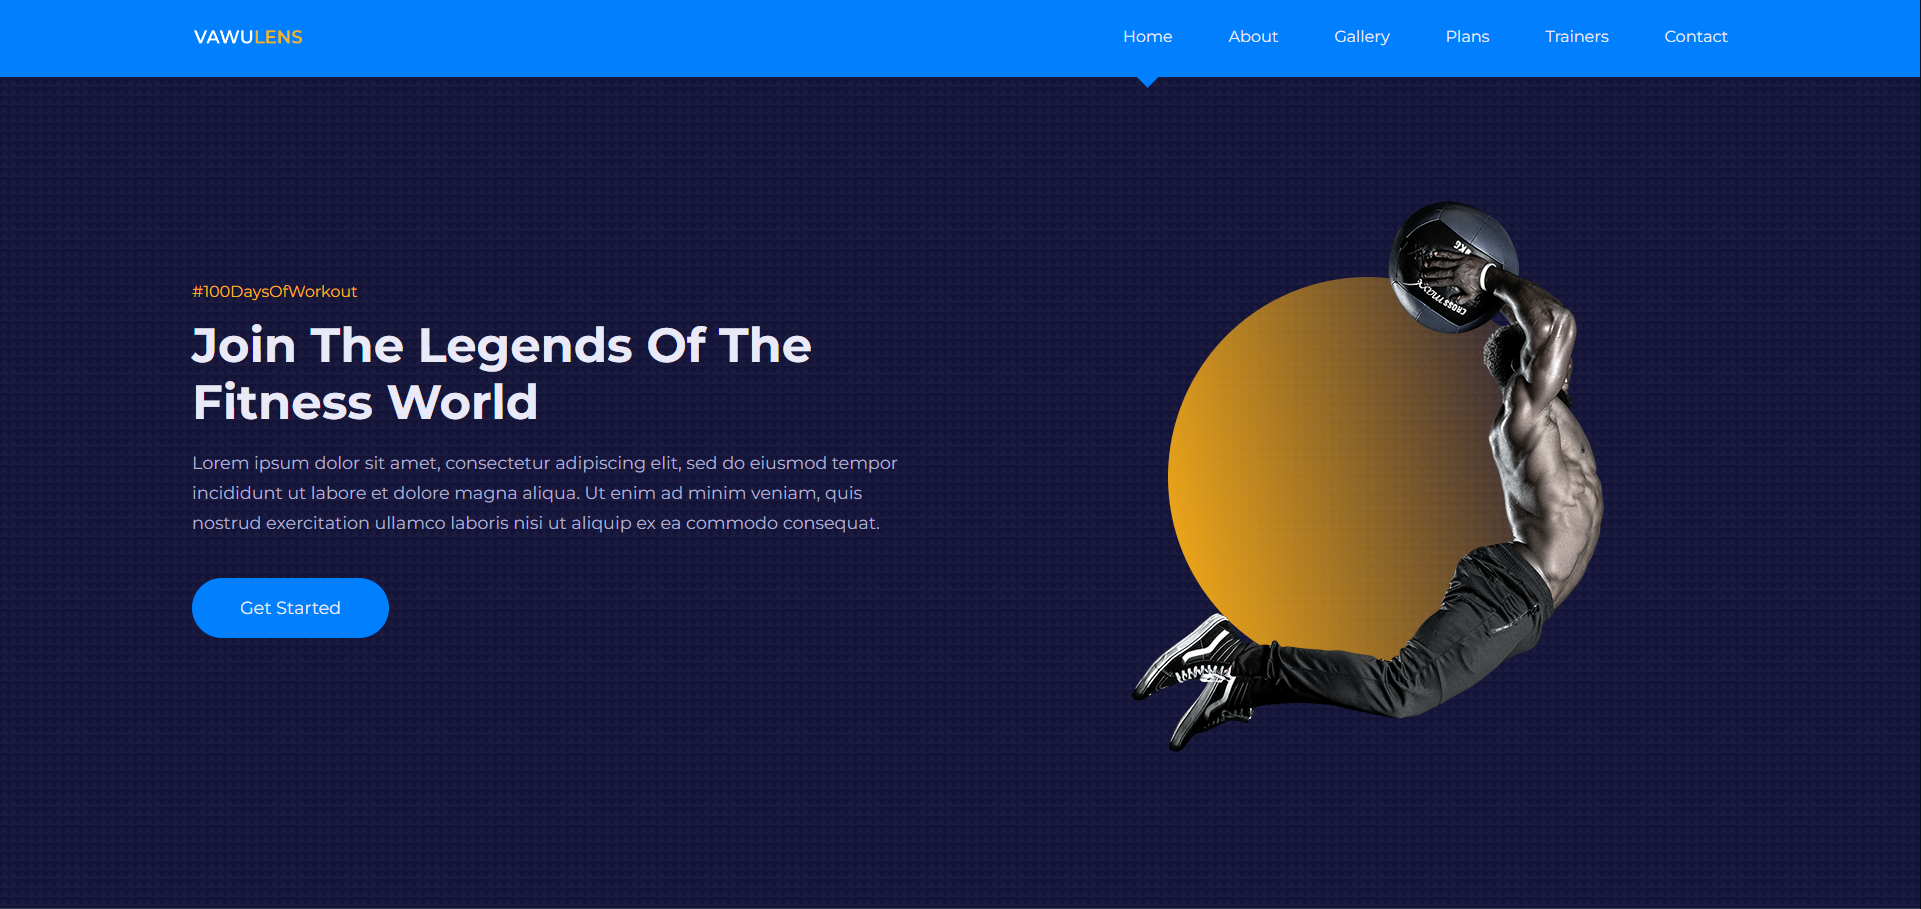 VAWULENS
Home
About
Gallery
Plans
Trainers
Contact
#100DaysOfWorkout
Join The Legends Of The
Fitness World
Lorem ipsum dolor sit amet, consectetur adipiscing elit, sed do eiusmod tempor
incididunt ut labore et dolore magna aliqua. Ut enim ad minim veniam, quis
nostrud exercitation ullamco laboris nisi ut aliquip ex ea commodo consequat.
Get Started
KG
CROSSMAXX